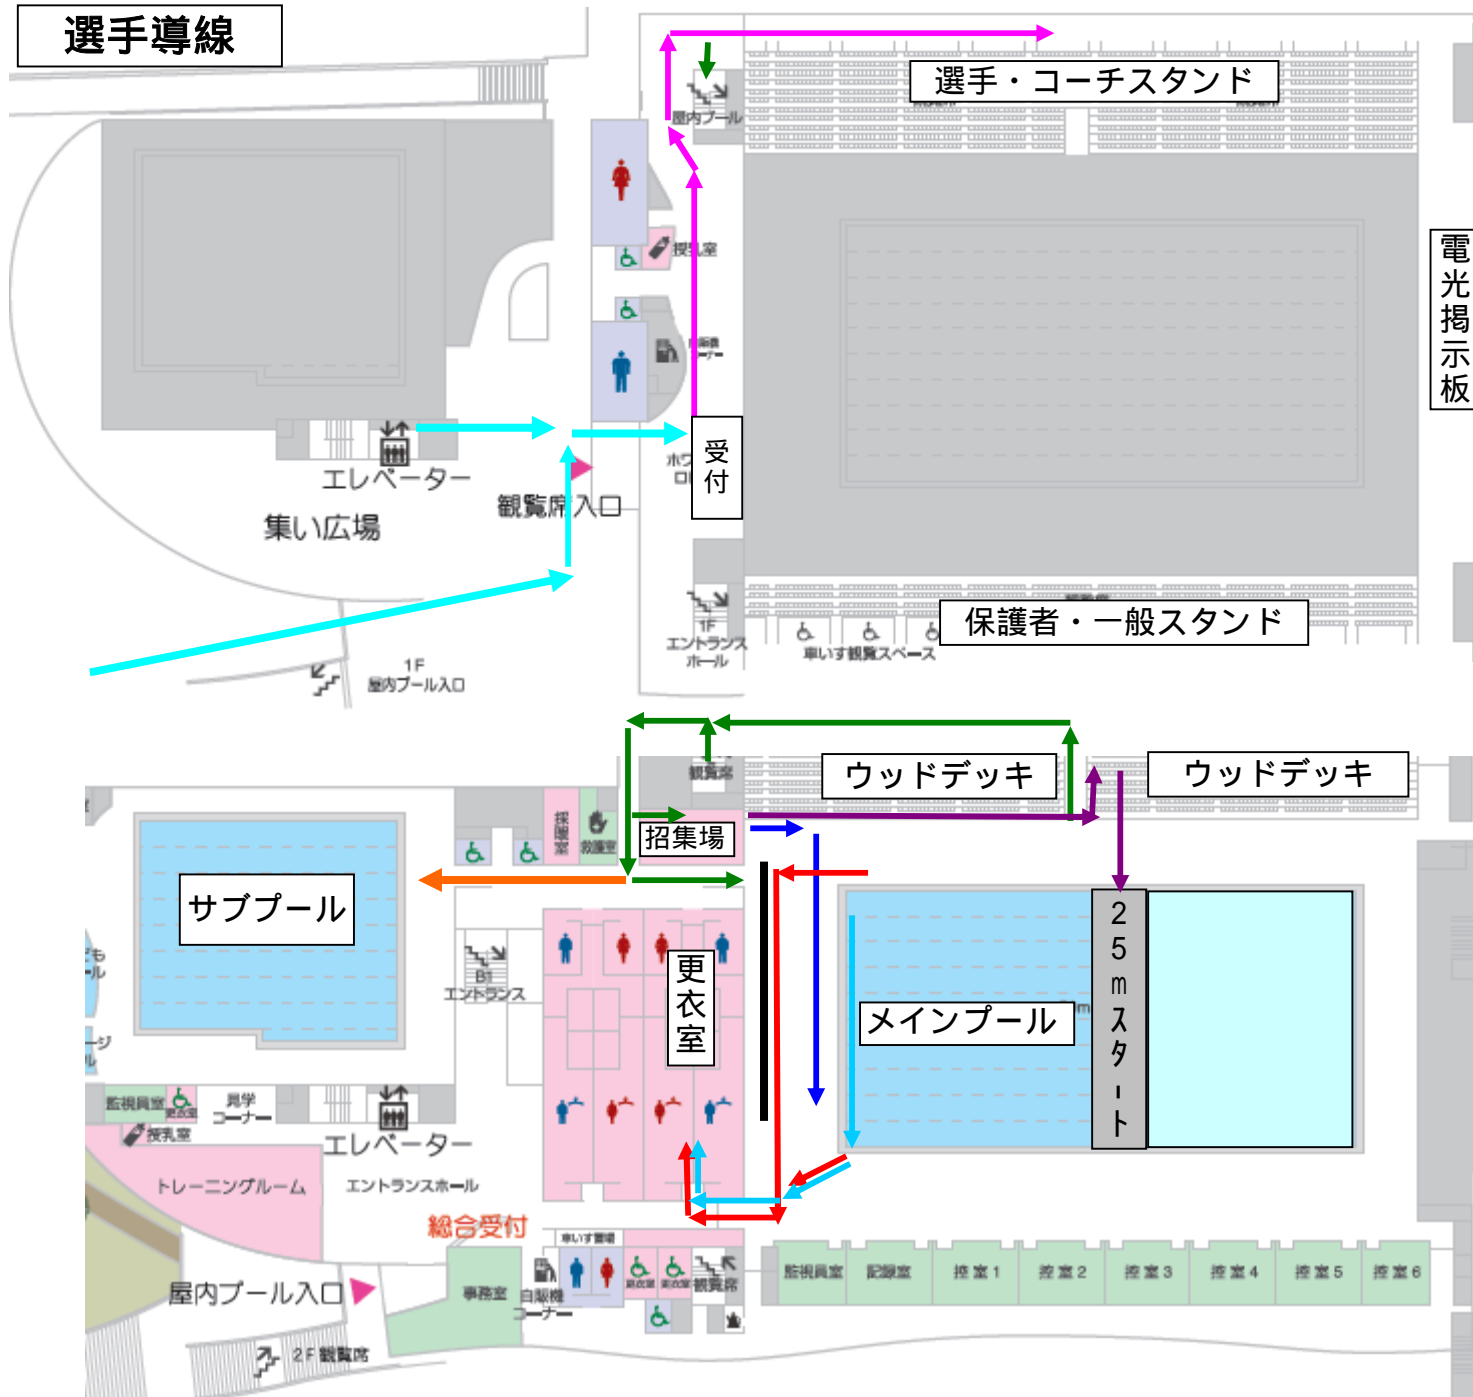 選手導線
選手・コーチスタンド
屋内プール
授乳室
電光掲示板
受付
エレベーター
観覧席入口
集い広場
1F
エントランス
ホール
保護者・一般スタンド
車いす観覧スペース
1F
屋内プール入口
観覧席
ウッドデッキ
ウッドデッキ
救護室
招集場
サブプール
更衣室
メインプール
25mスタート
B1
エントランス
監視員室
更衣室
見学
コーナー
授乳室
エレベーター
トレーニングルーム
エントランスホール
総合受付
車いす置場
屋内プール入口
事務室
自販機
コーナー
更衣室
更衣室
観覧席
監視員室
記録室
控室1
控室2
控室3
控室4
控室5
控室6
2F観覧席